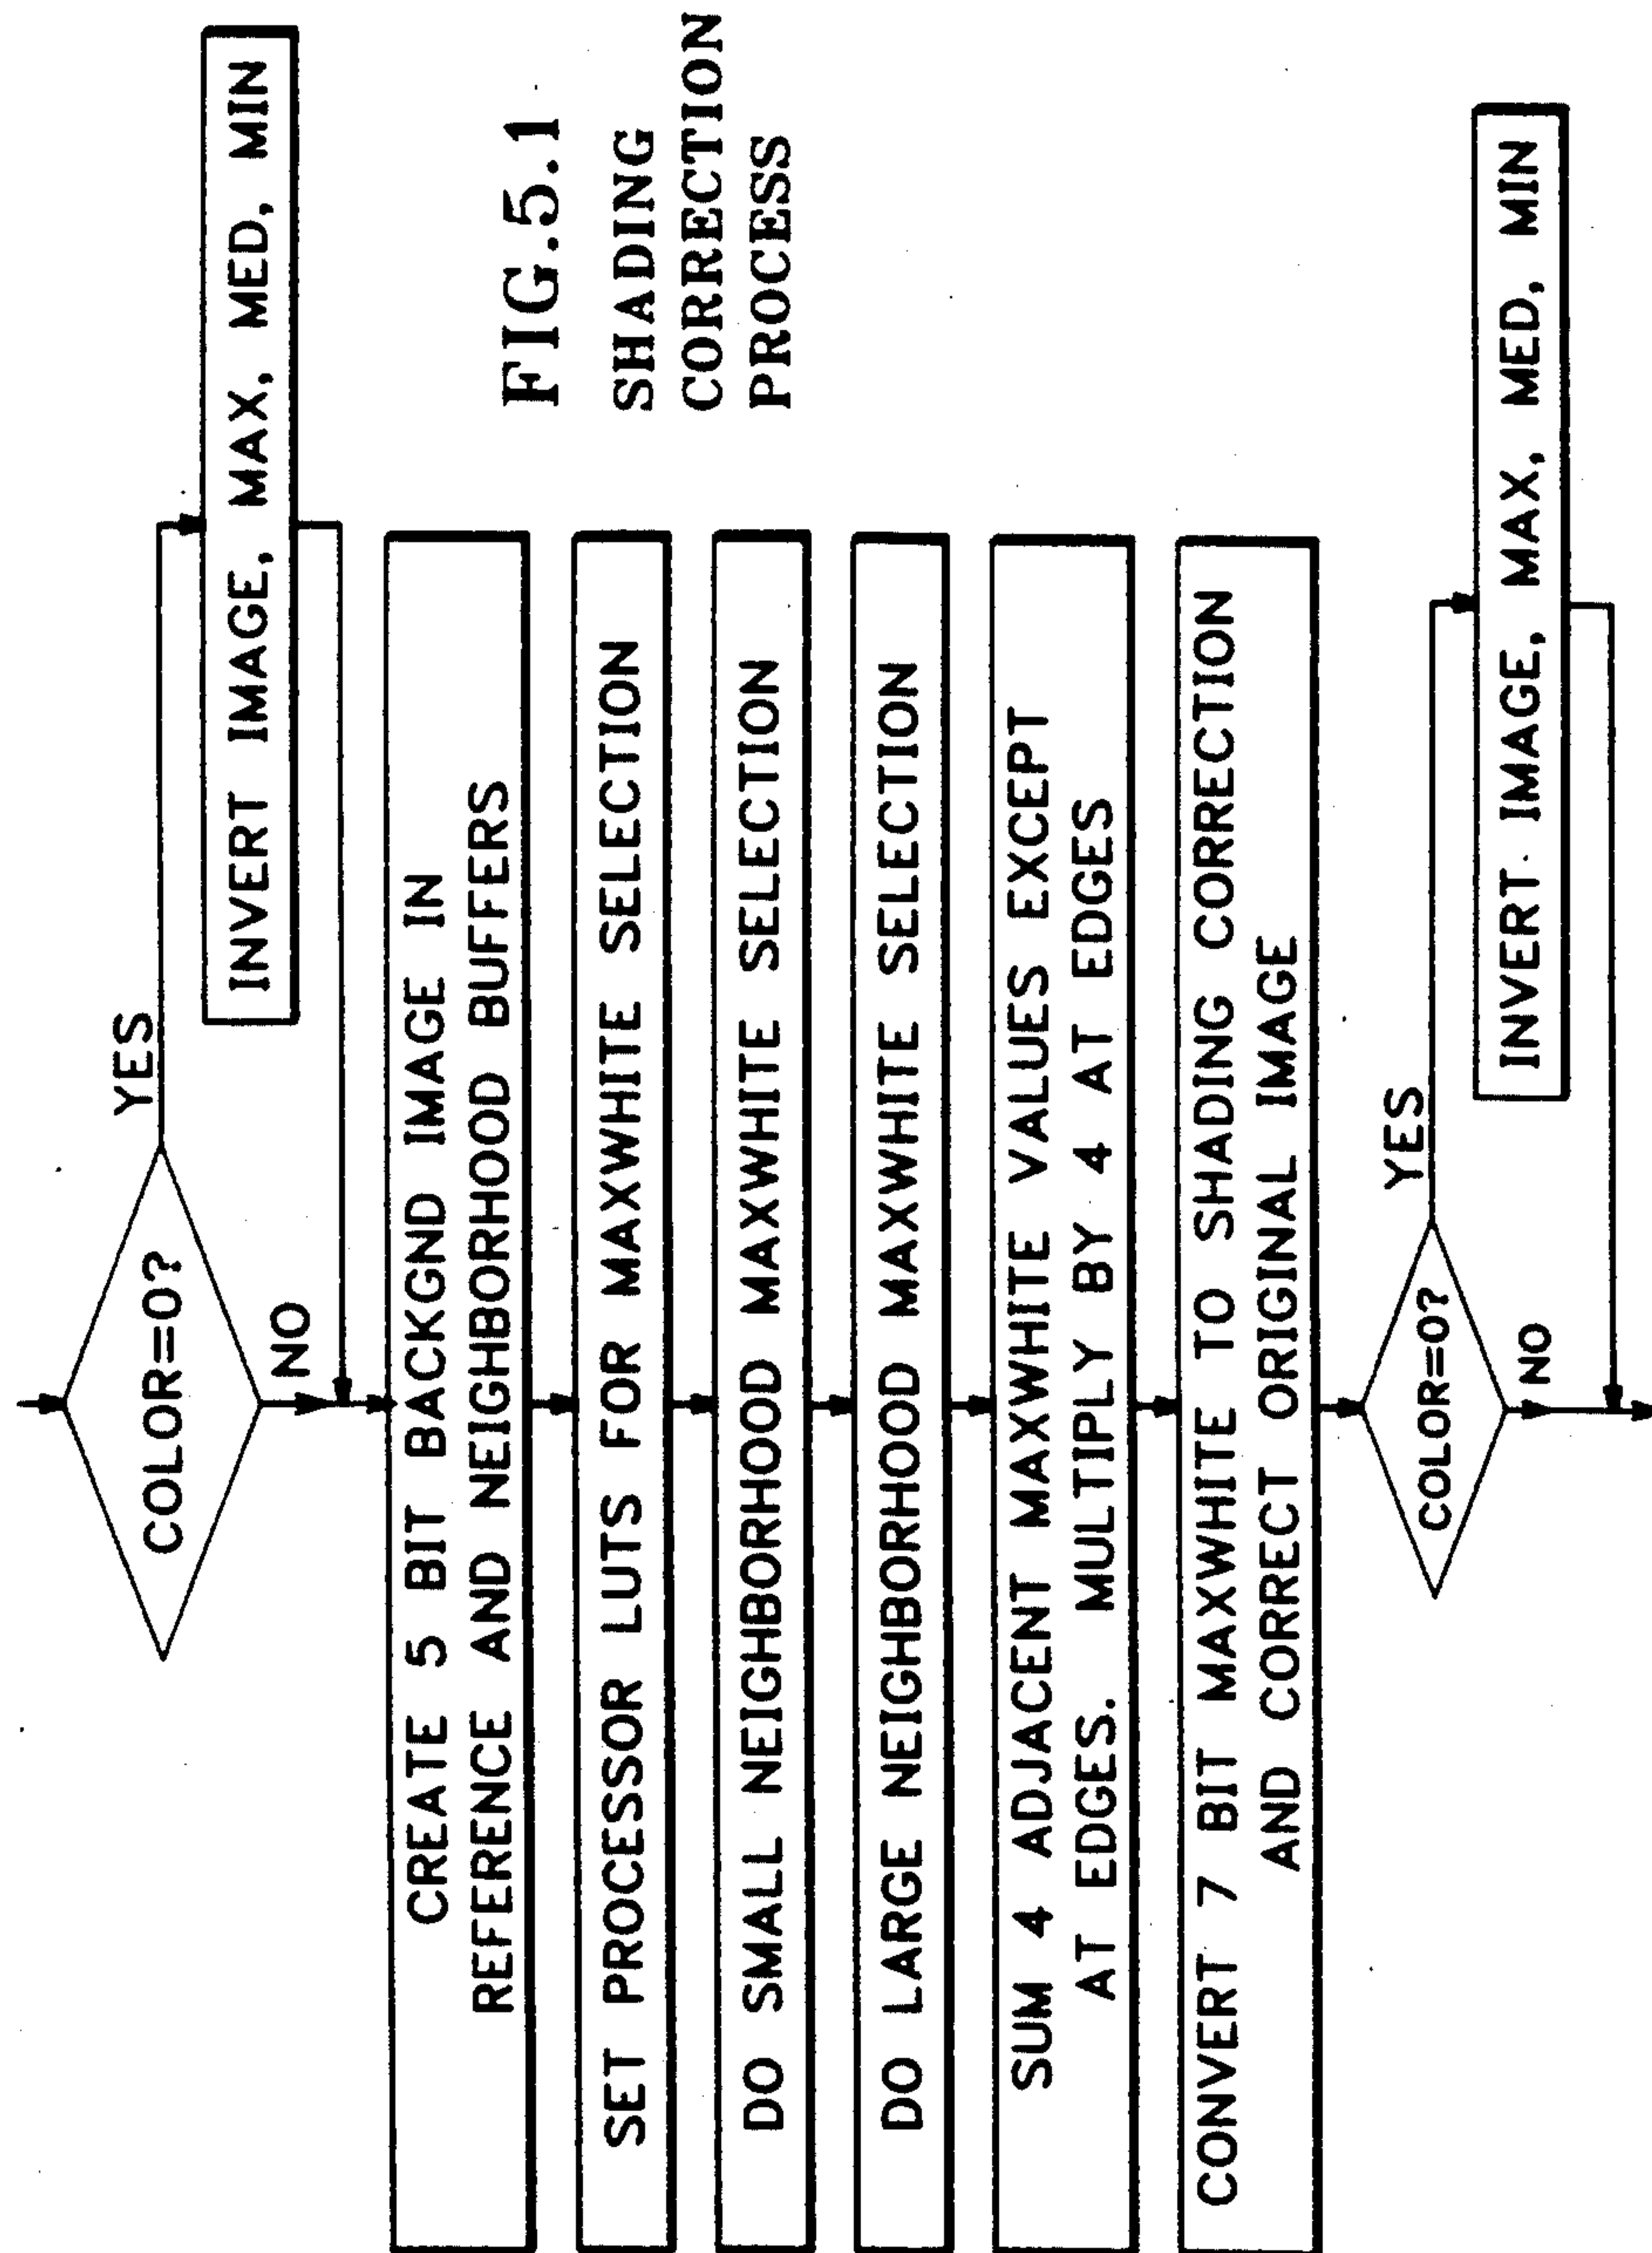 COLOR=0?
YES
INVERT IMAGE, MAX, MED, MIN
NO
FIG.5.1
SHADING
CORRECTION
PROCESS
CREATE 5 BIT BACKGND IMAGE IN
REFERENCE AND NEIGHBORHOOD BUFFERS
SET PROCESSOR LUTS FOR MAXWHITE SELECTION
DO SMALL NEIGHBORHOOD MAXWHITE SELECTION
DO LARGE NEIGHBORHOOD MAXWHITE SELECTION
SUM 4 ADJACENT MAXWHITE VALUES EXCEPT
AT EDGES. MULTIPLY BY 4 AT EDGES
CONVERT 7 BIT MAXWHITE TO SHADING CORRECTION
AND CORRECT ORIGINAL IMAGE
COLOR=0?
YES
INVERT IMAGE, MAX, MED, MIN
NO